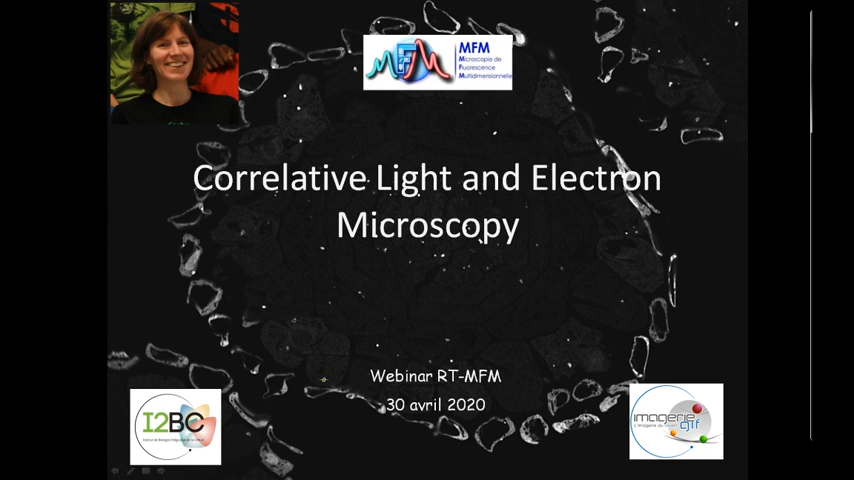 MFM
MFM
Microscopie de
Fluorescence
Multidimensionnelle
Correlative Light and Electron
Microscopy
Webinar RT-MFM
30 avril 2020
I2BC
imagerie
gif